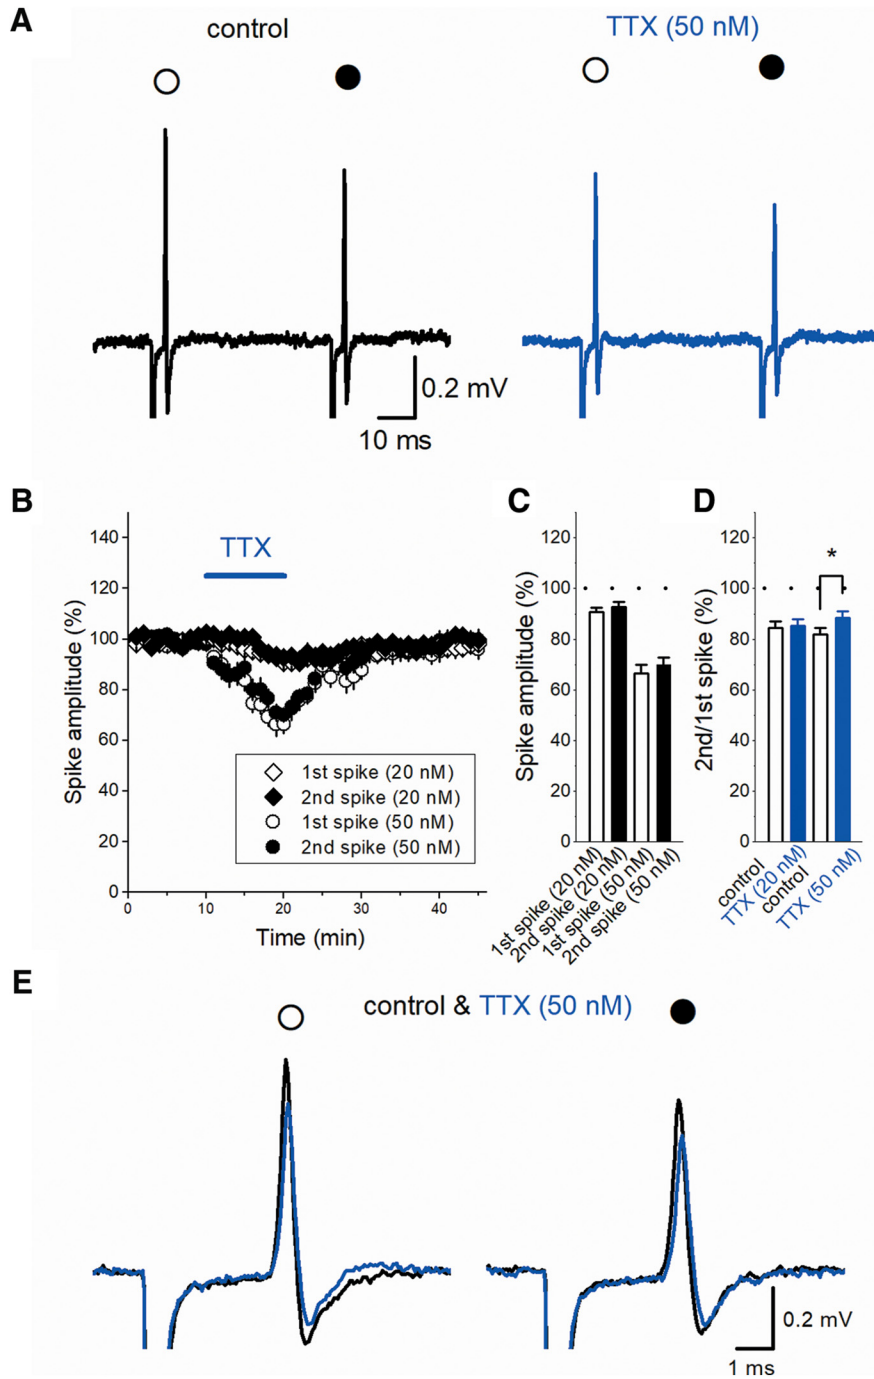 A
control
TTX (50 nM)
0.2 mV
10 ms
B
TTX
Spike amplitude (%)
140
120
100
80
60
40
20
0
1st spike (20 nM)
2nd spike (20 nM)
1st spike (50 nM)
2nd spike (50 nM)
0
10
20
30
40
Time (min)
C
Spike amplitude (%)
120
100
80
60
40
20
0
1st spike (20 nM)
2nd spike (20 nM)
1st spike (50 nM)
2nd spike (50 nM)
D
2nd/1st spike (%)
120
100
80
60
40
20
0
*
control
TTX (20 nM)
control
TTX (50 nM)
E
control & TTX (50 nM)
0.2 mV
1 ms